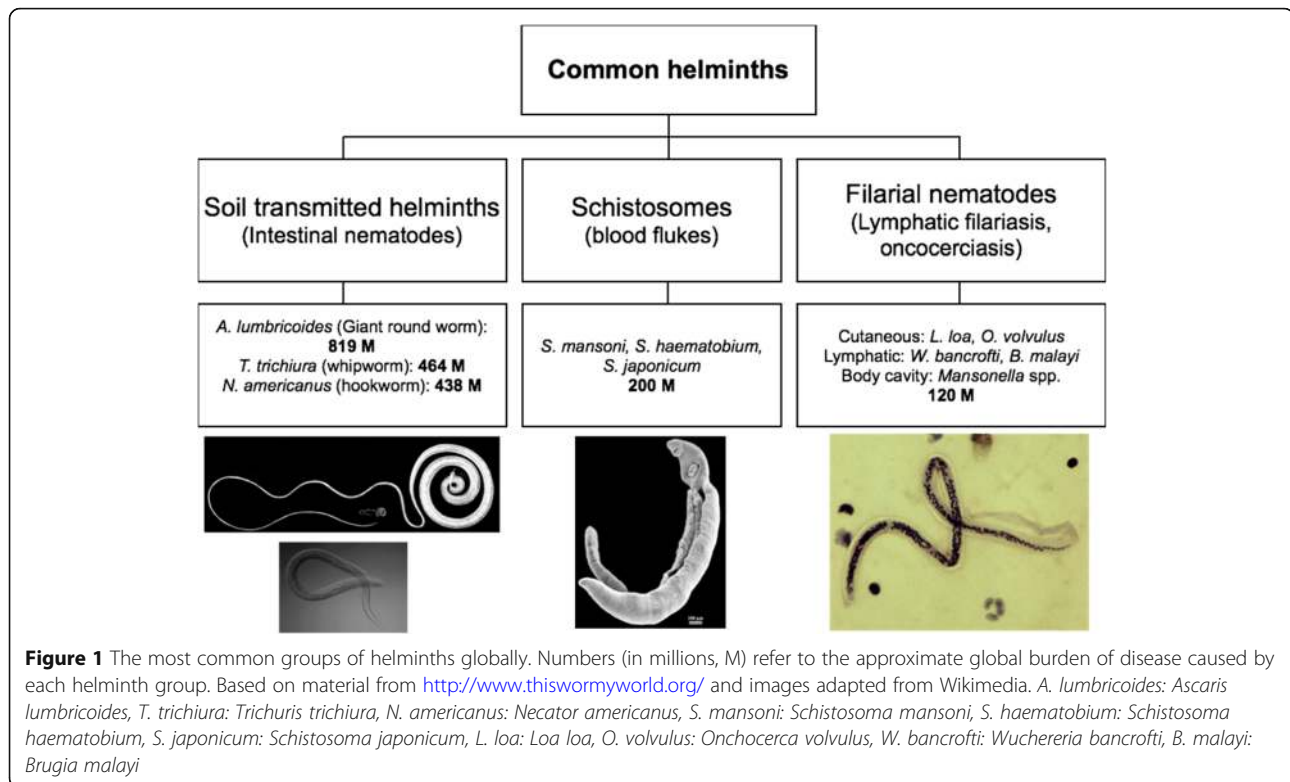 Common helminths
Soil transmitted helminths
(Intestinal nematodes)
Schistosomes
(blood flukes)
Filarial nematodes
(Lymphatic filariasis,
oncocerciasis)
A. lumbricoides (Giant round worm):
819 M
T. trichiura (whipworm): 464 M
N. americanus (hookworm): 438 M
S. mansoni, S. haematobium,
S. japonicum
200 M
Cutaneous: L. loa, O. volvulus
Lymphatic: W. bancrofti, B. malayi
Body cavity: Mansonella spp.
120 M
Figure 1 The most common groups of helminths globally. Numbers (in millions, M) refer to the approximate global burden of disease caused by
each helminth group. Based on material from http://www.thiswormyworld.org/ and images adapted from Wikimedia. A. lumbricoides: Ascaris
lumbricoides, T. trichiura: Trichuris trichiura, N. americanus: Necator americanus, S. mansoni: Schistosoma mansoni, S. haematobium: Schistosoma
haematobium, S. japonicum: Schistosoma japonicum, L. loa: Loa loa, O. volvulus: Onchocerca volvulus, W. bancrofti: Wuchereria bancrofti, B. malayi:
Brugia malayi